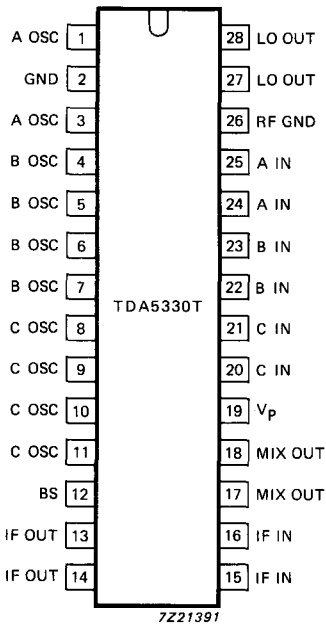 A OSC 1 28 LO OUT
GND 2 27 LO OUT
A OSC 3 26 RF GND
B OSC 4 25 A IN
B OSC 5 24 A IN
B OSC 6 23 B IN
B OSC 7 22 B IN
TDA5330T
C OSC 8 21 C IN
C OSC 9 20 C IN
C OSC 10 19 Vp
C OSC 11 18 MIX OUT
BS 12 17 MIX OUT
IF OUT 13 16 IF IN
IF OUT 14 15 IF IN
7Z21391